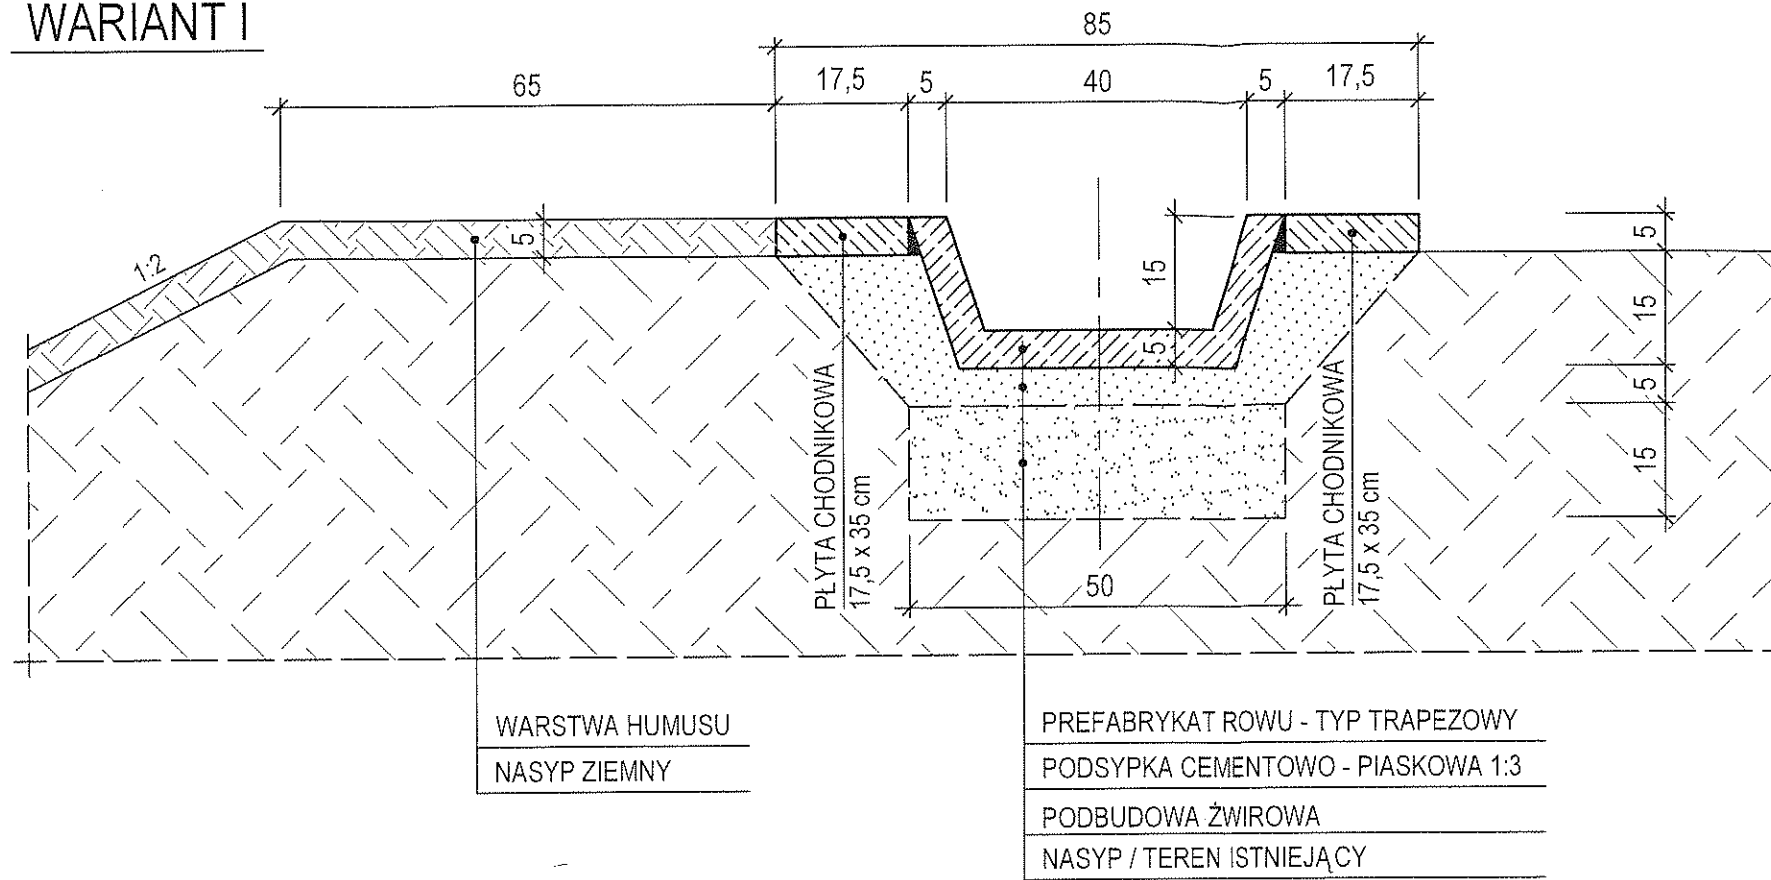 WARIANT I
85
65
17,5
5
40
5
17,5
1:2
5
15
5
5
15
5
15
PŁYTA CHODNIKOWA
17,5 x 35 cm
PŁYTA CHODNIKOWA
17,5 x 35 cm
50
WARSTWA HUMUSU
NASYP ZIEMNY
PREFABRYKAT ROWU - TYP TRAPEZOWY
PODSYPKA CEMENTOWO - PIASKOWA 1:3
PODBUDOWA ŻWIROWA
NASYP / TEREN ISTNIEJĄCY